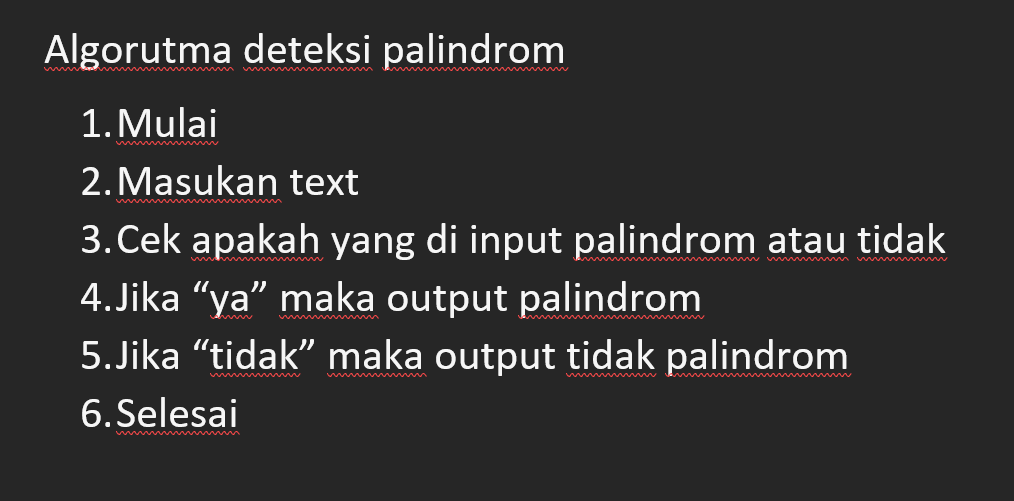 Algorutma deteksi palindrom
1. Mulai
2. Masukan text
3. Cek apakah yang di input palindrom atau tidak
4. Jika “ya” maka output palindrom
5. Jika “tidak” maka output tidak palindrom
6. Selesai